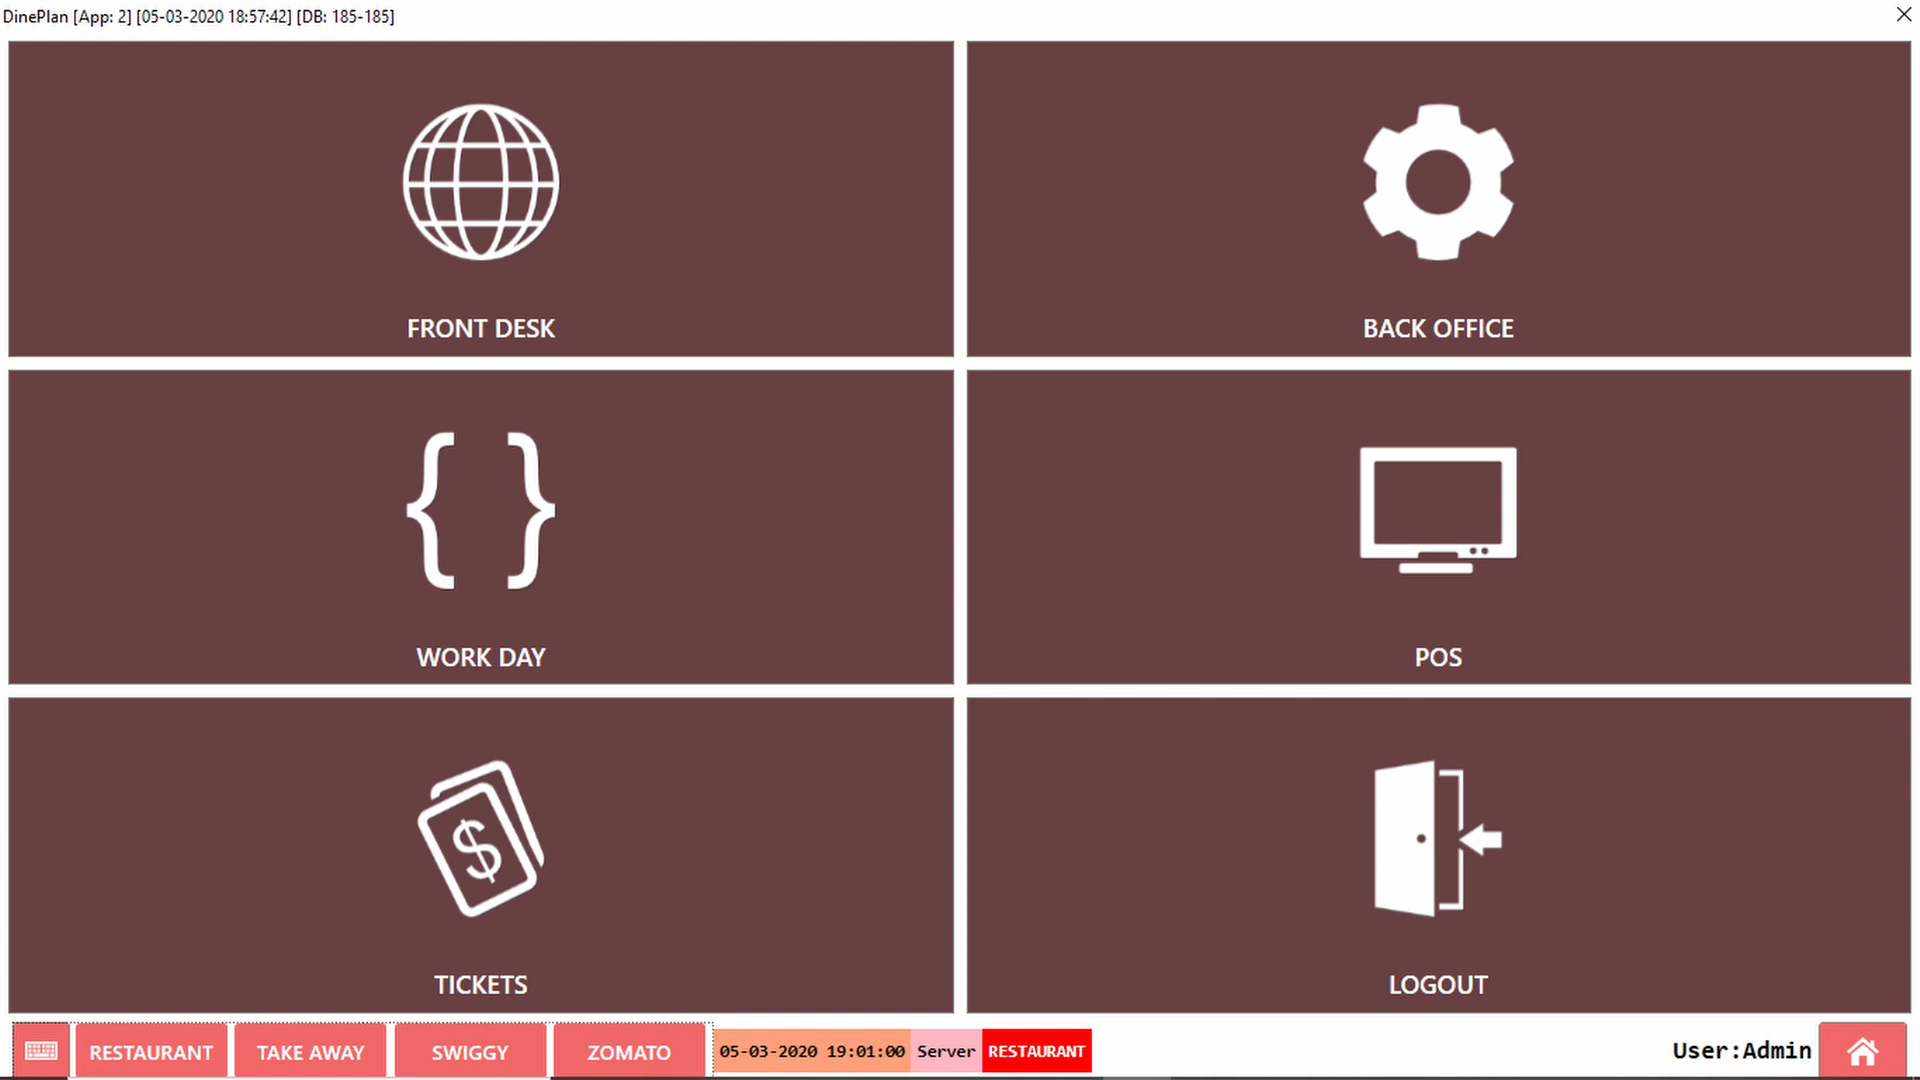 DinePlan [App: 2] [05-03-2020 18:57:42] [DB: 185-185]
FRONT DESK
BACK OFFICE
WORK DAY
POS
TICKETS
LOGOUT
RESTAURANT
TAKE AWAY
SWIGGY
ZOMATO
05-03-2020 19:01:00
Server
RESTAURANT
User:Admin